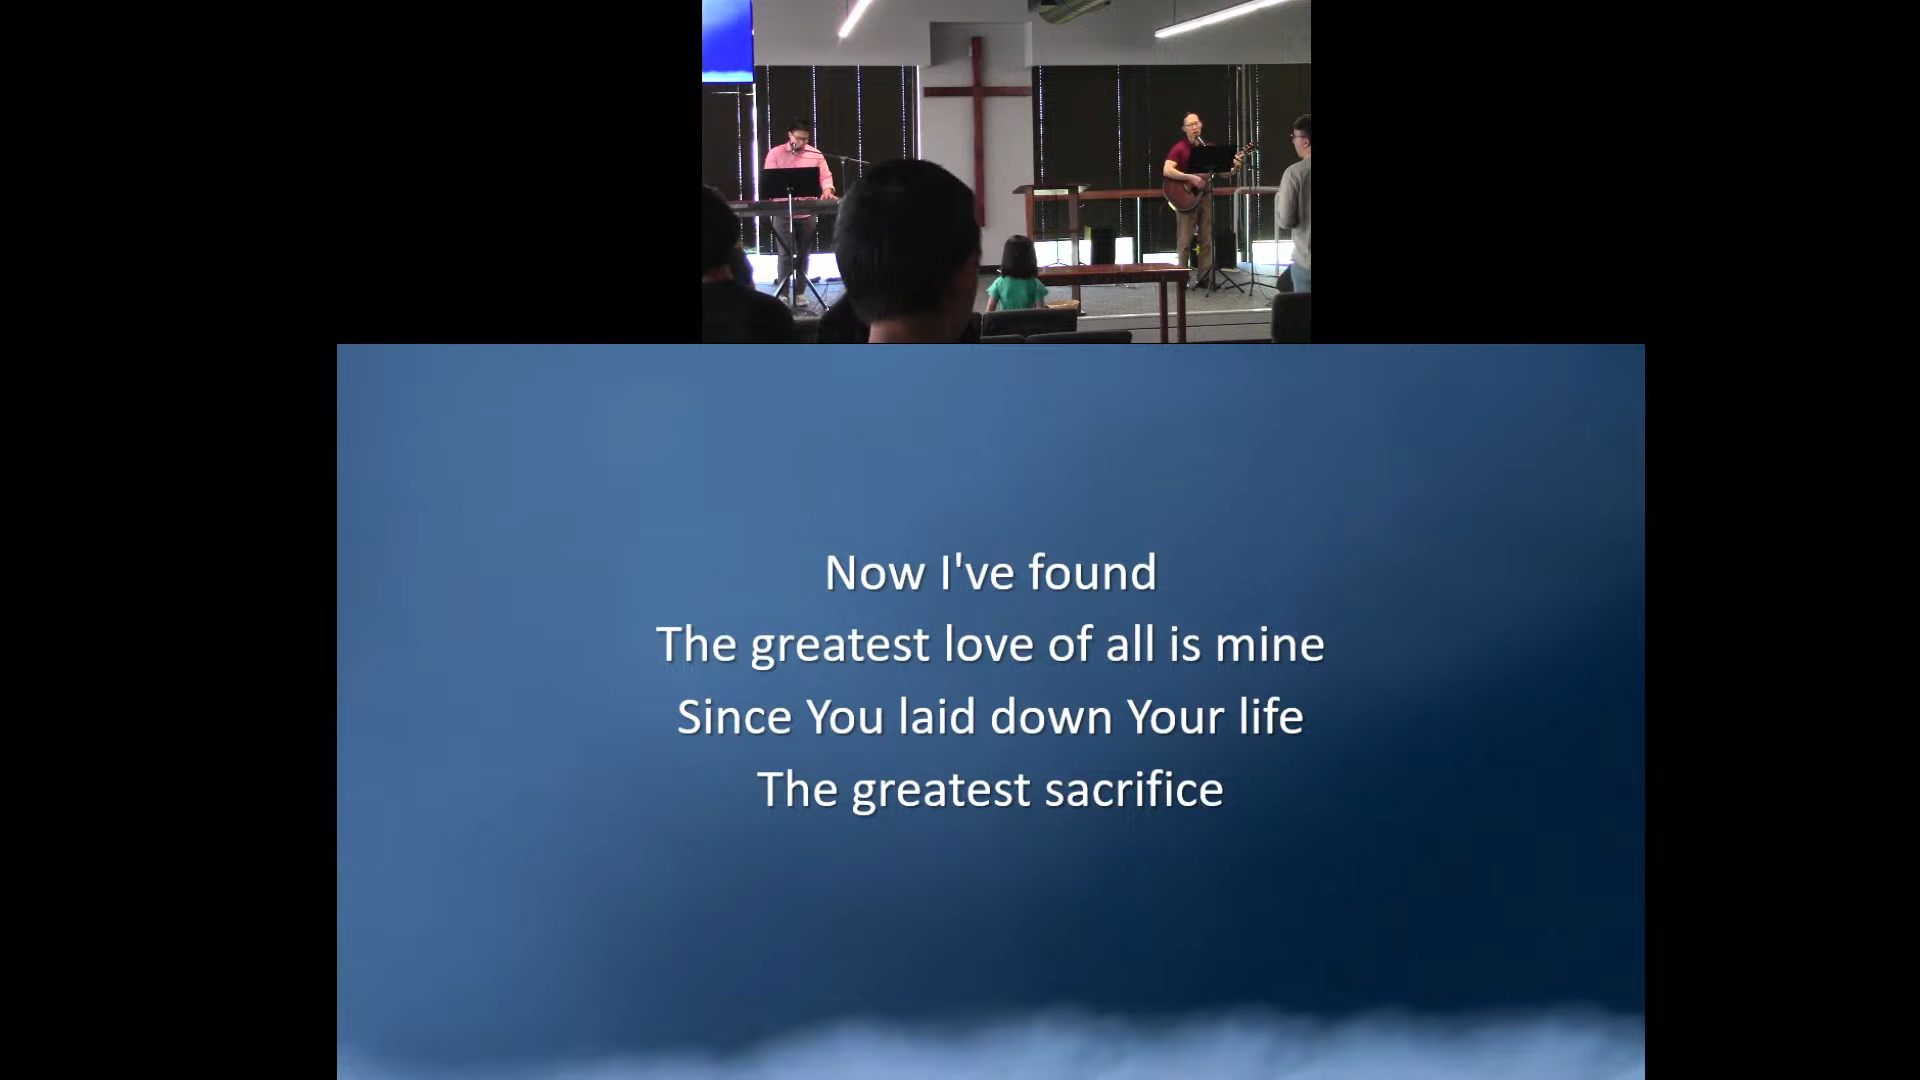 Now I've found
The greatest love of all is mine
Since You laid down Your life
The greatest sacrifice